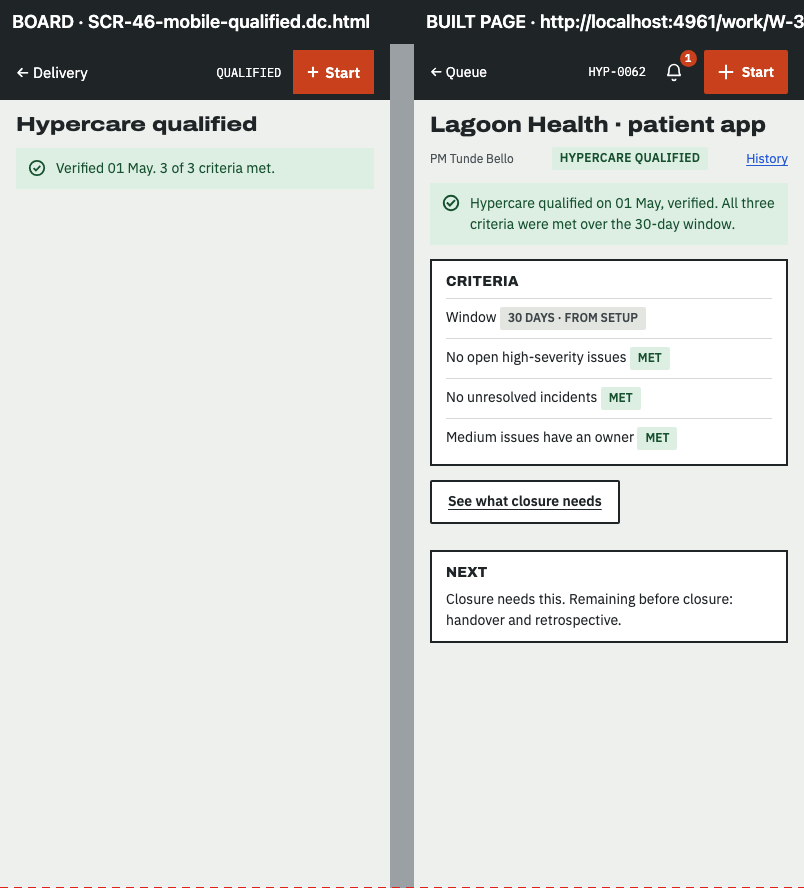 BOARD · SCR-46-mobile-qualified.dc.html
← Delivery
QUALIFIED
+ Start
Hypercare qualified
Verified 01 May. 3 of 3 criteria met.
BUILT PAGE · http://localhost:4961/work/W-3
← Queue
HYP-0062
1
+ Start
Lagoon Health · patient app
PM Tunde Bello
HYPERCARE QUALIFIED
History
Hypercare qualified on 01 May, verified. All three
criteria were met over the 30-day window.
CRITERIA
Window 30 DAYS · FROM SETUP
No open high-severity issues MET
No unresolved incidents MET
Medium issues have an owner MET
See what closure needs
NEXT
Closure needs this. Remaining before closure:
handover and retrospective.